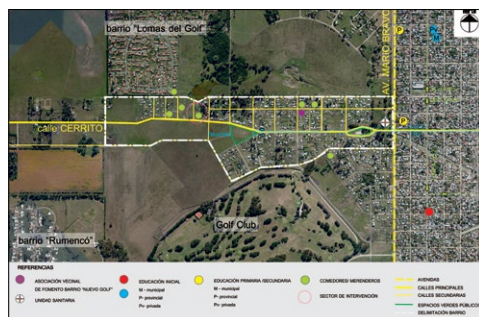 barrio "Lomas del Golf"
N
AV. MARIO BRAVO
P
calle CERRITO
P
Golf Club
barrio "Rumencó"
REFERENCIAS
ASOCIACIÓN VECINAL
DE FOMENTO BARRIO "NUEVO GOLF"
UNIDAD SANITARIA
EDUCACIÓN INICIAL
M - municipal
P- provincial
Pv- privada
EDUCACIÓN PRIMARIA /SECUNDARIA
M - municipal
P- provincial
Pv- privada
COMEDORES/ MERENDEROS
SECTOR DE INTERVENCIÓN
AVENIDAS
CALLES PRINCIPALES
CALLES SECUNDARIAS
ESPACIOS VERDES PÚBLICOS
DELIMITACIÓN BARRIO